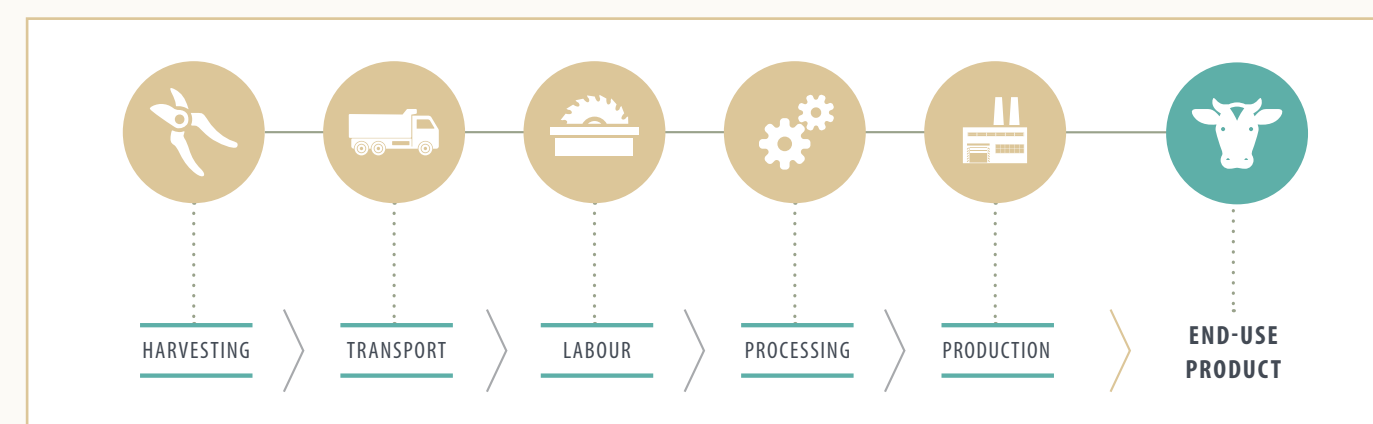 HARVESTING
TRANSPORT
LABOUR
PROCESSING
PRODUCTION
END-USE
PRODUCT